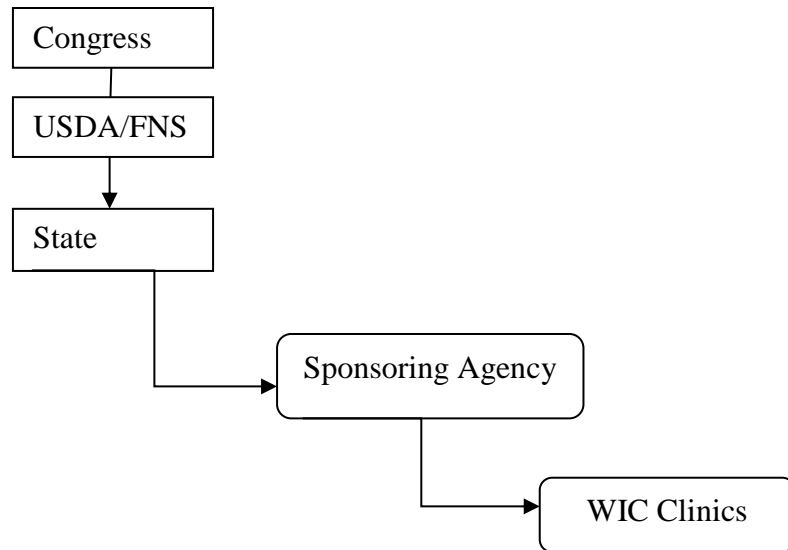 Congress
USDA/FNS
State
Sponsoring Agency
WIC Clinics